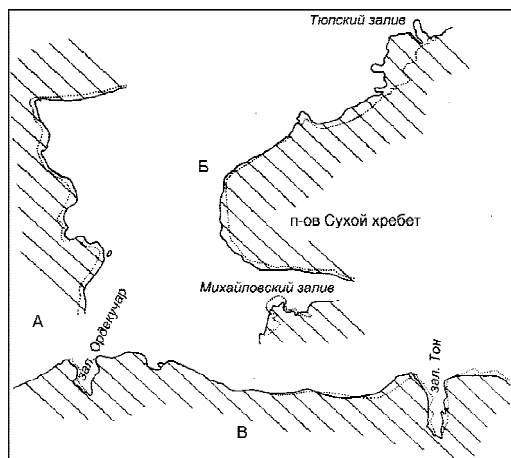 Тюпский залив
Б
п-ов Сухой хребет
Михайловский залив
А
зал. Ордекучар
зал. Тон
В